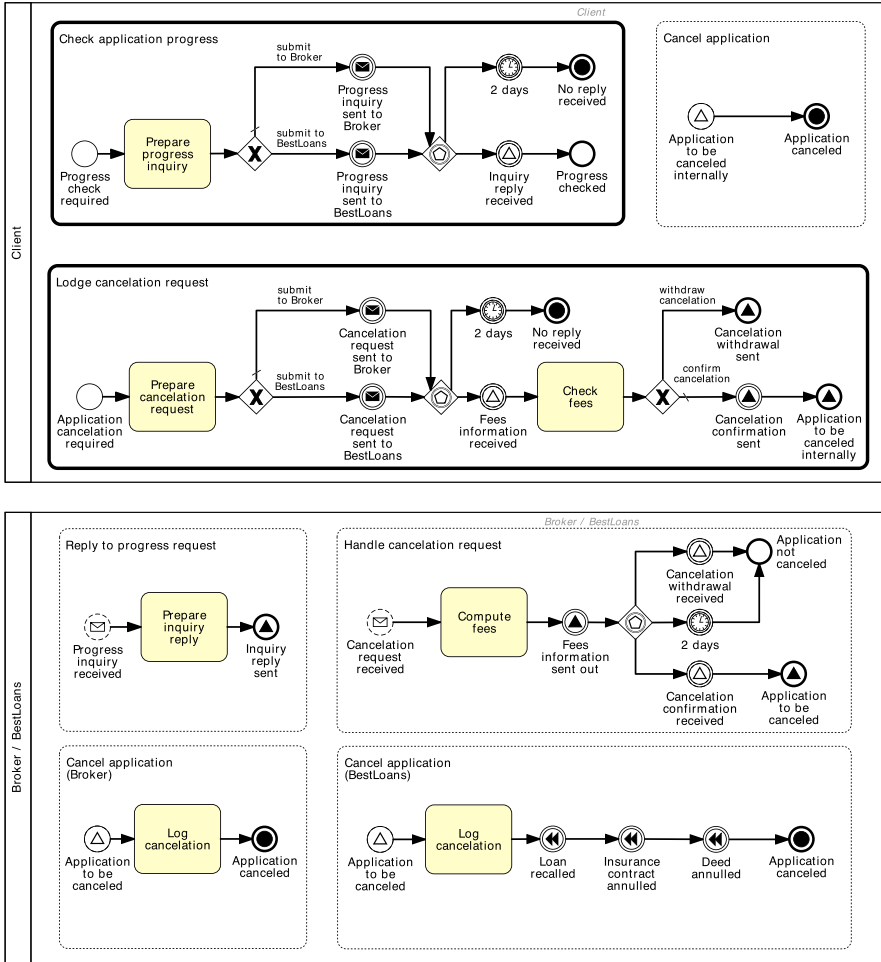 Client
Client
Check application progress
Prepare
progress
inquiry
Progress
check
required
submit
to Broker
submit to
BestLoans
Progress
inquiry
sent to
Broker
Progress
inquiry
sent to
BestLoans
2 days
No reply
received
Inquiry
reply
received
Progress
checked
Cancel application
Application
to be
canceled
internally
Application
canceled
Lodge cancelation request
Application
cancelation
required
Prepare
cancelation
request
submit
to Broker
submit to
BestLoans
Cancelation
request
sent to
Broker
Cancelation
request
sent to
BestLoans
2 days
No reply
received
Fees
information
received
Check
fees
withdraw
cancelation
confirm
cancelation
Cancelation
withdrawal
sent
Cancelation
confirmation
sent
Application
to be
canceled
internally
Broker / BestLoans
Broker / BestLoans
Reply to progress request
Progress
inquiry
received
Prepare
inquiry
reply
Inquiry
reply
sent
Handle cancelation request
Cancelation
request
received
Compute
fees
Fees
information
sent out
Cancelation
withdrawal
received
2 days
Cancelation
confirmation
received
Application
not
canceled
Application
to be
canceled
Cancel application
(Broker)
Application
to be
canceled
Log
cancelation
Application
canceled
Cancel application
(BestLoans)
Application
to be
canceled
Log
cancelation
Loan
recalled
Insurance
contract
annulled
Deed
annulled
Application
canceled